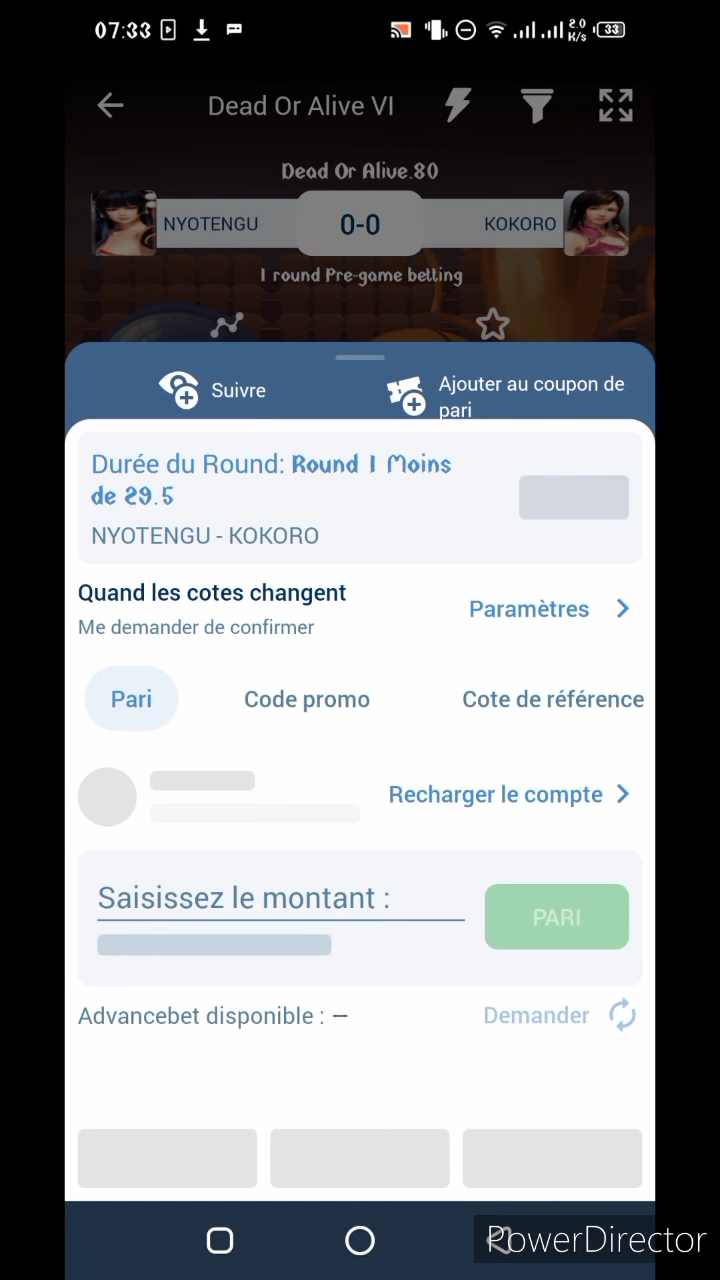 07:33
2.0 K/s
33
Dead Or Alive VI
Dead Or Alive.80
NYOTENGU
0-0
KOKORO
1 round Pre-game betting
Suivre
Ajouter au coupon de
pari
Durée du Round: Round 1 Moins
de 29.5
NYOTENGU - KOKORO
Quand les cotes changent
Paramètres
Me demander de confirmer
Pari
Code promo
Cote de référence
Recharger le compte
Saisissez le montant :
PARI
Advancebet disponible : —
Demander
PowerDirector